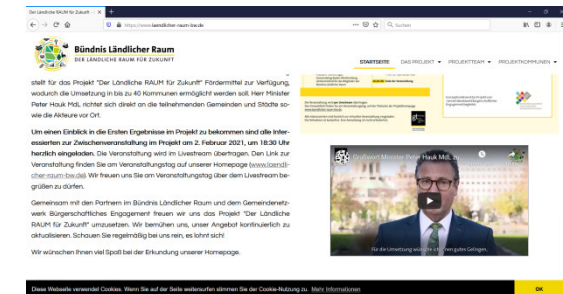 Der Ländliche RAUM für Zukunft
https://www.laendlicher-raum-bw.de
Suchen
Bündnis Ländlicher Raum
DER LÄNDLICHE RAUM FÜR ZUKUNFT
STARTSEITE DAS PROJEKT PROJEKTTEAM PROJEKTKOMMUNEN
stellt für das Projekt "Der Ländliche RAUM für Zukunft" Fördermittel zur Verfügung,
wodurch die Umsetzung in bis zu 40 Kommunen ermöglicht werden soll. Herr Minister
Peter Hauk MdL richtet sich direkt an die teilnehmenden Gemeinden und Städte so-
wie die Akteure vor Ort.
Um einen Einblick in die Ersten Ergebnisse im Projekt zu bekommen sind alle Inter-
essierten zur Zwischenveranstaltung im Projekt am 2. Februar 2021, um 18:30 Uhr
herzlich eingeladen. Die Veranstaltung wird im Livestream übertragen. Den Link zur
Veranstaltung finden Sie am Veranstaltungstag auf unserer Homepage (www.laendli-
cher-raum-bw.de). Wir freuen uns Sie am Veranstaltungstag über dem Livestream be-
grüßen zu dürfen.
Gemeinsam mit den Partnern im Bündnis Ländlicher Raum und dem Gemeindenetz-
werk Bürgerschaftliches Engagement freuen wir uns das Projekt "Der Ländliche
RAUM für Zukunft" umzusetzen. Wir bemühen uns, unser Angebot kontinuierlich zu
aktualisieren. Schauen Sie regelmäßig bei uns rein, es lohnt sich!
Wir wünschen Ihnen viel Spaß bei der Erkundung unserer Homepage.
Grußwort Minister Peter Hauk MdL zu
Für die Umsetzung wünsche ich Ihnen gutes Gelingen.
Diese Webseite verwendet Cookies. Wenn Sie auf der Seite weitersurfen stimmen Sie der Cookie-Nutzung zu. Mehr Informationen
OK